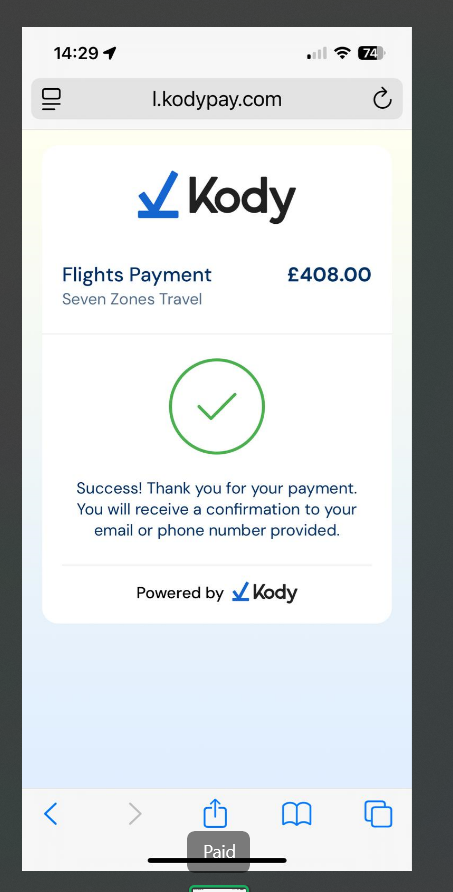 14:29
74
l.kodypay.com
Kody
Flights Payment £408.00
Seven Zones Travel
Success! Thank you for your payment.
You will receive a confirmation to your
email or phone number provided.
Powered by Kody
Paid